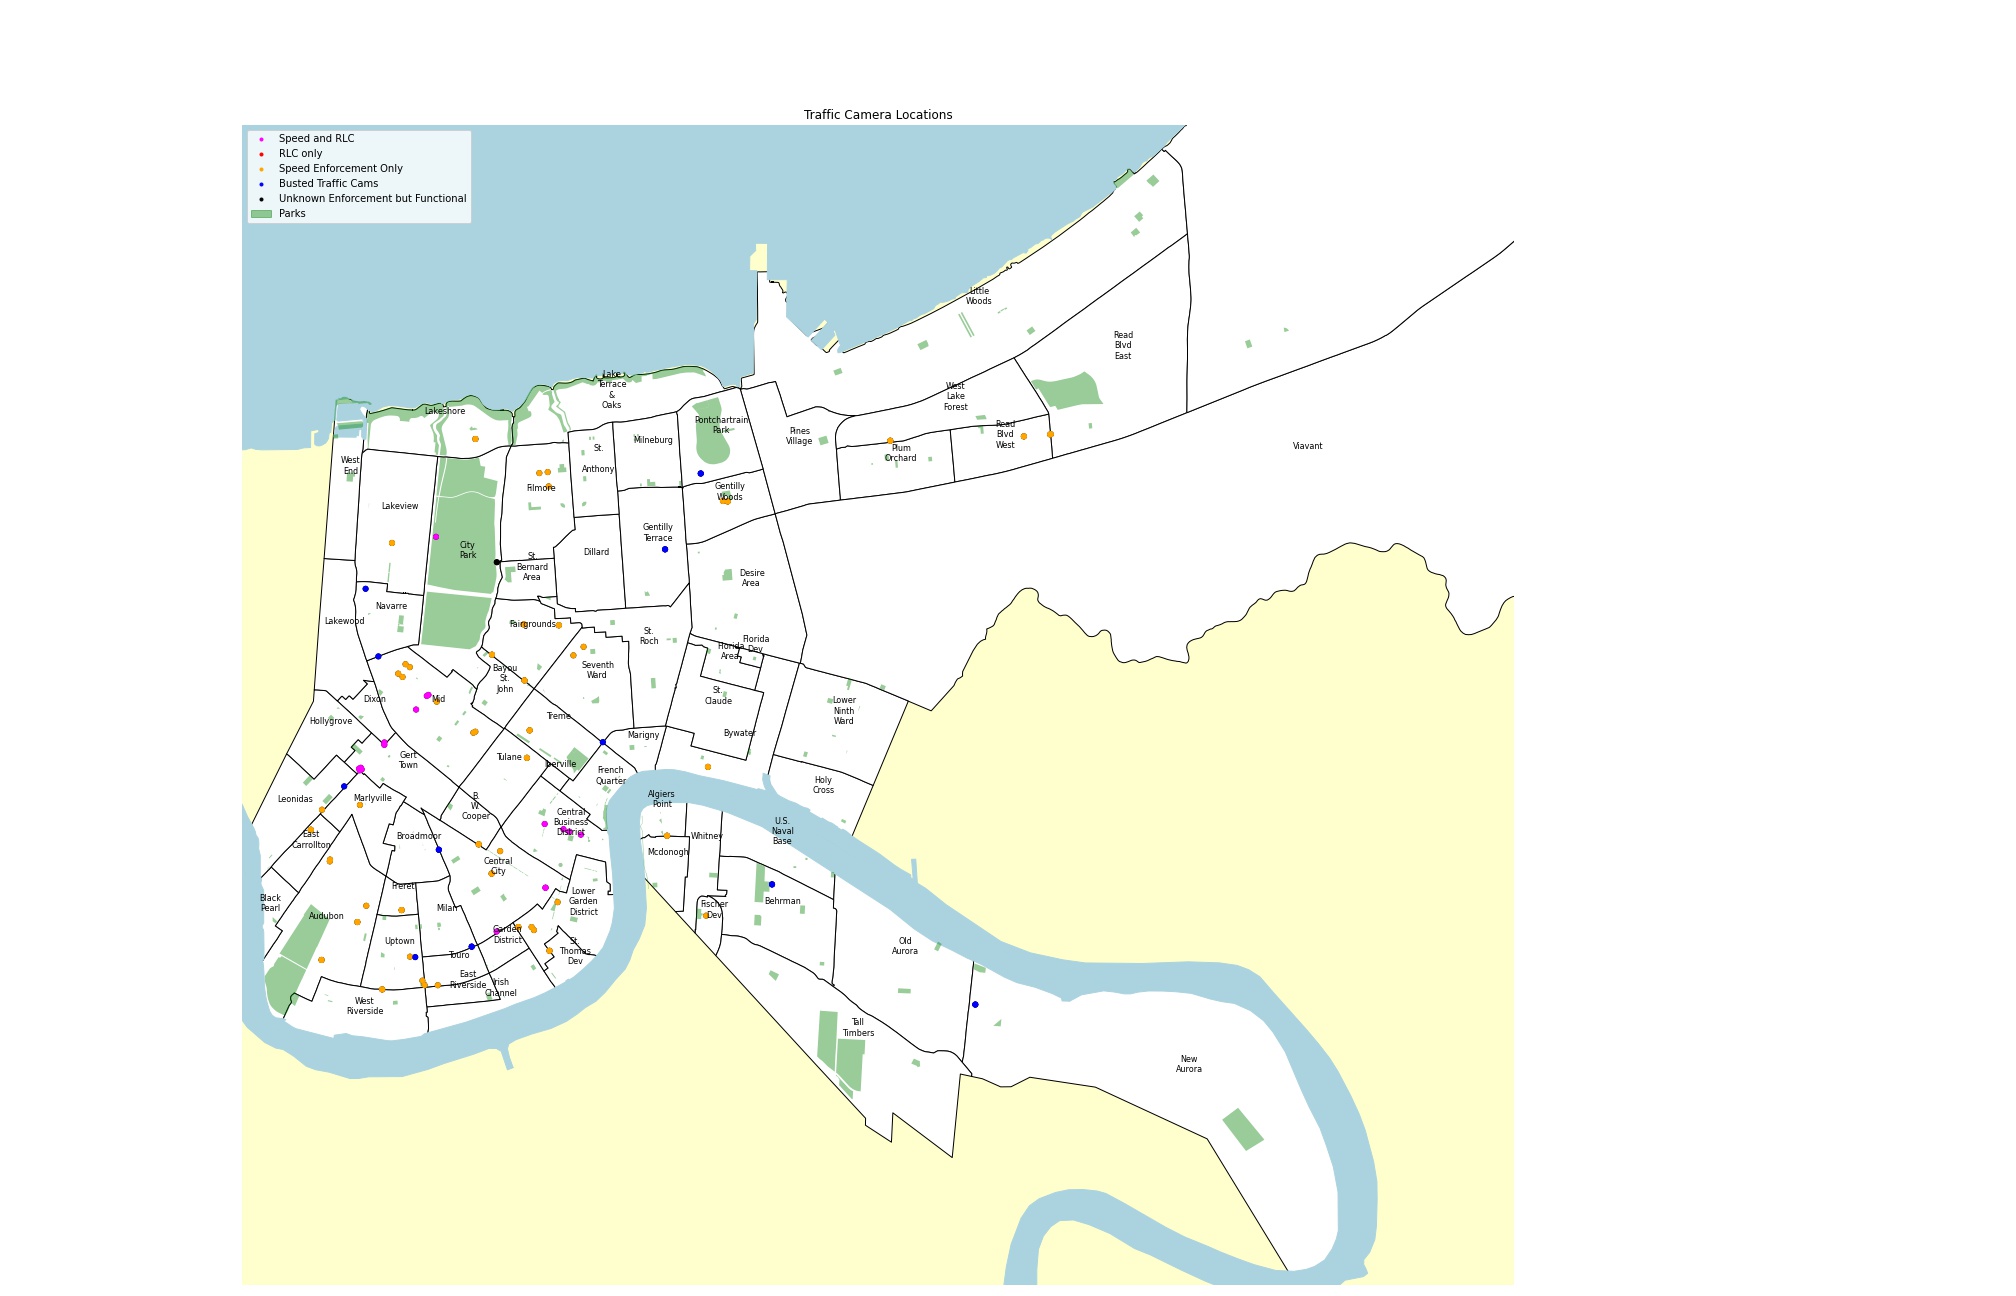 Traffic Camera Locations
Speed and RLC
RLC only
Speed Enforcement Only
Busted Traffic Cams
Unknown Enforcement but Functional
Parks
Little
Woods
Read
Blvd
East
Lake
Terrace
&
Oaks
West
Lake
Forest
Lakeshore
Pontchartrain
Park
Pines
Village
Read
Blvd
West
Viavant
Milneburg
St.
Anthony
Plum
Orchard
West
End
Filmore
Gentilly
Woods
Lakeview
Gentilly
Terrace
City
Park
Dillard
St.
Bernard
Area
Desire
Area
Navarre
Lakewood
Fairgrounds
St.
Roch
Florida
Dev
Florida
Area
Bayou
St.
John
Seventh
Ward
Dixon
Mid
St.
Claude
Lower
Ninth
Ward
Hollygrove
Treme
Marigny
Bywater
Gert
Town
Tulane
Iberville
French
Quarter
Holy
Cross
Leonidas
Marlyville
B.
W.
Cooper
Algiers
Point
Central
Business
District
U.S.
Naval
Base
East
Carrollton
Broadmoor
Whitney
Mcdonogh
Central
City
Freret
Black
Pearl
Lower
Garden
District
Fischer
Dev
Behrman
Audubon
Milan
Garden
District
Uptown
Touro
St.
Thomas
Dev
Old
Aurora
East
Riverside
Irish
Channel
West
Riverside
Tall
Timbers
New
Aurora